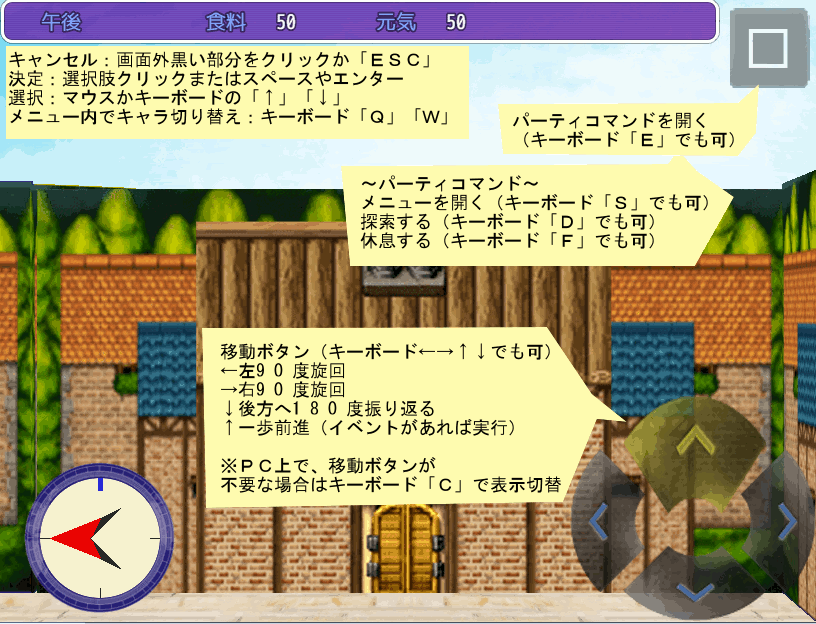 午後 食料 50 元気 50
キャンセル：画面外黒い部分をクリックか「ＥＳＣ」
決定：選択肢クリックまたはスペースやエンター
選択：マウスかキーボードの「↑」「↓」
メニュー内でキャラ切り替え：キーボード「Ｑ」「Ｗ」
パーティコマンドを開く
（キーボード「Ｅ」でも可）
～パーティコマンド～
メニューを開く（キーボード「Ｓ」でも可）
探索する（キーボード「Ｄ」でも可）
休息する（キーボード「Ｆ」でも可）
移動ボタン（キーボード←→↑↓でも可）
←左９０度旋回
→右９０度旋回
↓後方へ１８０度振り返る
↑一歩前進（イベントがあれば実行）
※ＰＣ上で、移動ボタンが
不要な場合はキーボード「Ｃ」で表示切替